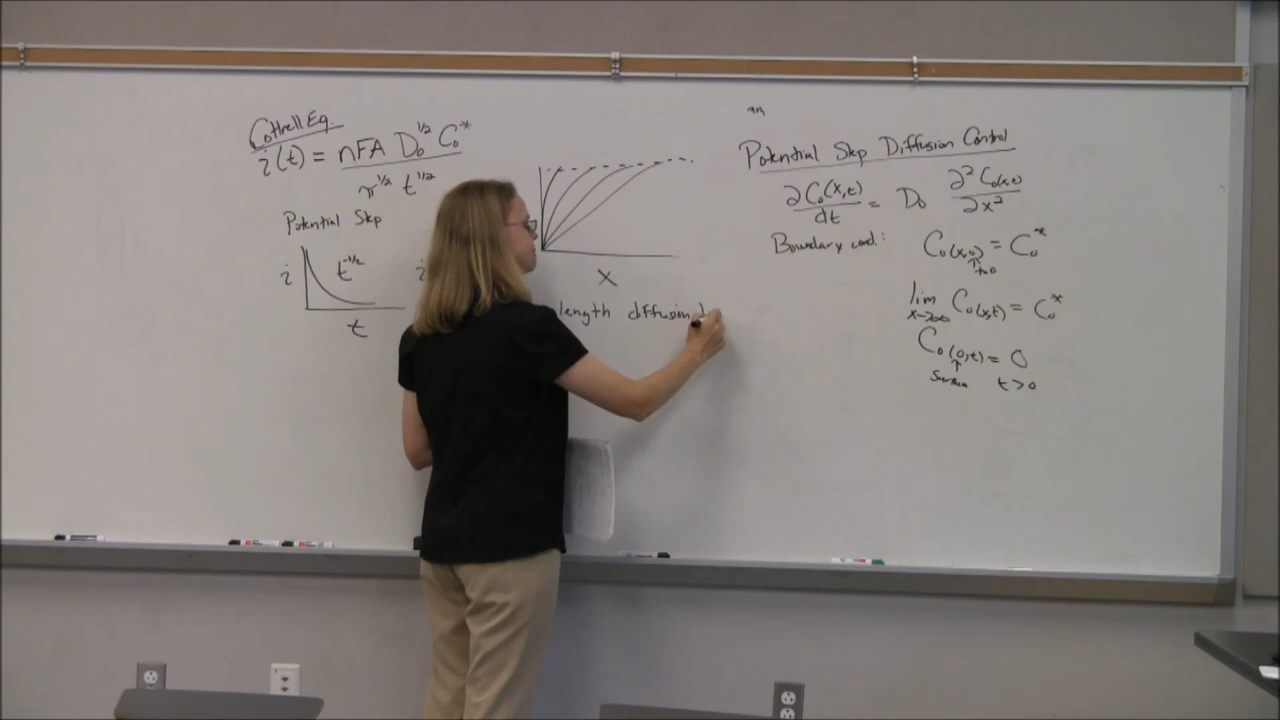 Cottrell Eq.
i(t) = nFA D₀^1/2 C₀*
π^1/2 t^1/2
Potential Step
i
t^-1/2
t
i
x
length diffusion l
Potential Step Diffusion Control
∂C₀(x,t)/dt = D₀ ∂²C₀(x,t)/∂x²
Boundary cond:
C₀(x,0) = C₀*
↑
t=0
lim C₀(x,t) = C₀*
x→∞
C₀(0,t) = 0
↑
Surface t>0